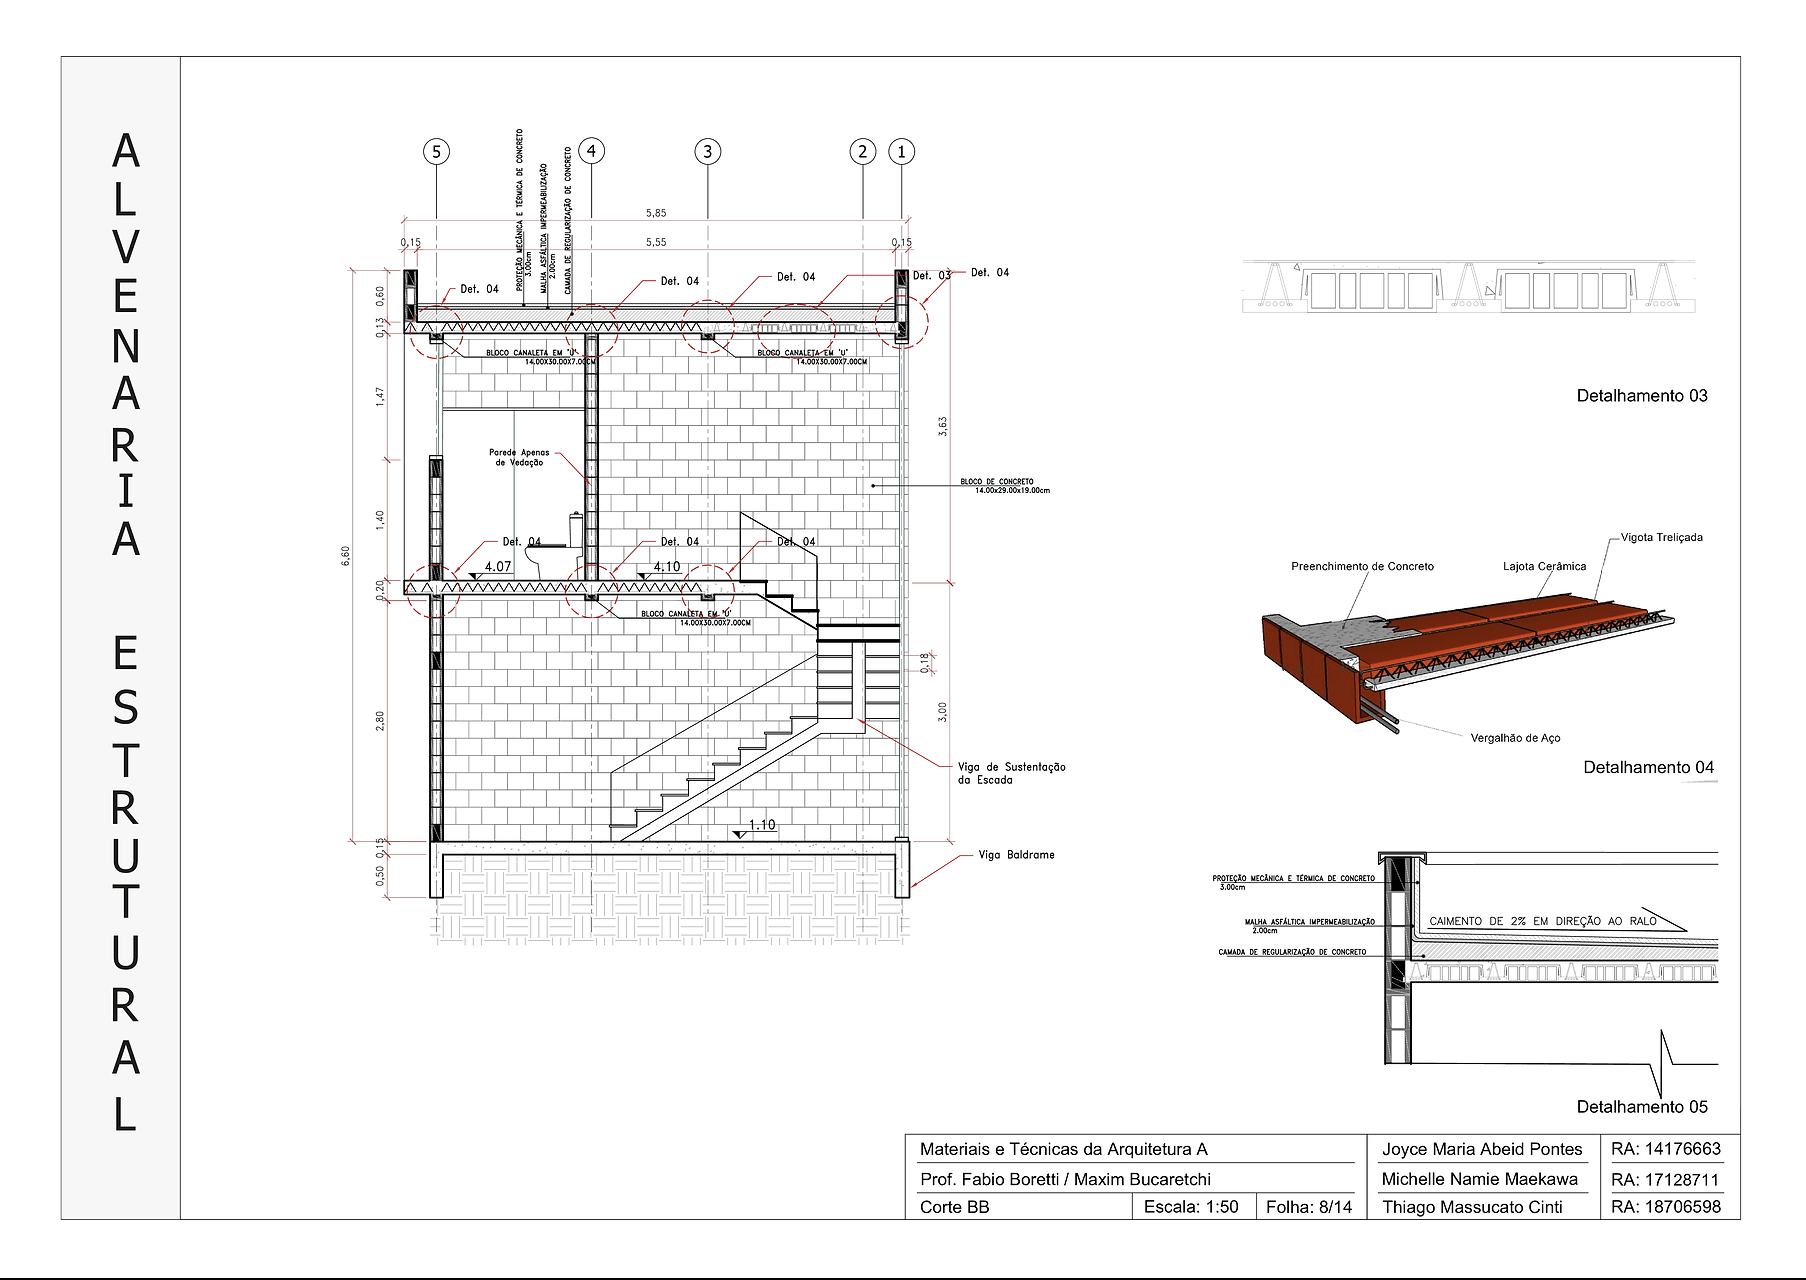 ALVENARIA ESTRUTURAL
5
4
3
2
1
PROTEÇÃO MECÂNICA E TÉRMICA DE CONCRETO
3.00cm
MALHA ASFÁLTICA IMPERMEABILIZAÇÃO
2.00cm
CAMADA DE REGULARIZAÇÃO DE CONCRETO
5,85
0,15
5,55
0,15
Det. 04
Det. 04
Det. 04
Det. 03
Det. 04
0,60
0,13
BLOCO CANALETA EM "U"
14.00X30.00X7.00CM
BLOCO CANALETA EM "U"
14.00X30.00X7.00CM
1,47
3,63
Parede Apenas
de Vedação
BLOCO DE CONCRETO
14.00x29.00x19.00cm
1,40
6,60
Det. 04
Det. 04
Det. 04
4.07
4.10
0,20
BLOCO CANALETA EM "U"
14.00X30.00X7.00CM
0,18
2,80
3,00
Viga de Sustentação
da Escada
1.10
0,15
Viga Baldrame
0,50
Detalhamento 03
Vigota Treliçada
Preenchimento de Concreto
Lajota Cerâmica
Vergalhão de Aço
Detalhamento 04
PROTEÇÃO MECÂNICA E TÉRMICA DE CONCRETO
3.00cm
MALHA ASFÁLTICA IMPERMEABILIZAÇÃO
2.00cm
CAIMENTO DE 2% EM DIREÇÃO AO RALO
CAMADA DE REGULARIZAÇÃO DE CONCRETO
Detalhamento 05
Materiais e Técnicas da Arquitetura A
Prof. Fabio Boretti / Maxim Bucaretchi
Corte BB
Escala: 1:50
Folha: 8/14
Joyce Maria Abeid Pontes
RA: 14176663
Michelle Namie Maekawa
RA: 17128711
Thiago Massucato Cinti
RA: 18706598